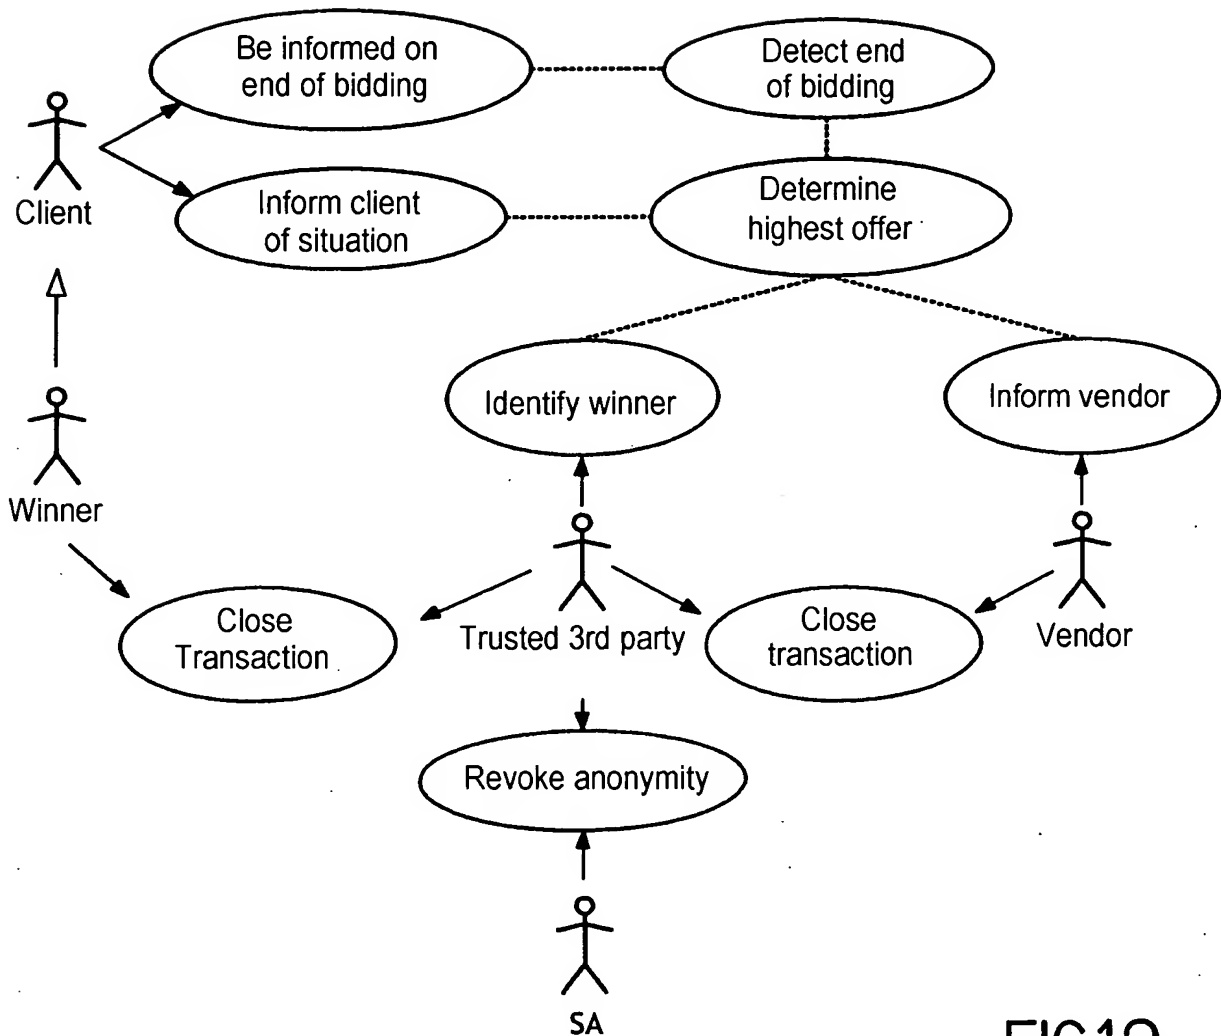 Be informed on
end of bidding
Detect end
of bidding
Client
Inform client
of situation
Determine
highest offer
Identify winner
Inform vendor
Winner
Close
Transaction
Trusted 3rd party
Close
transaction
Vendor
Revoke anonymity
SA